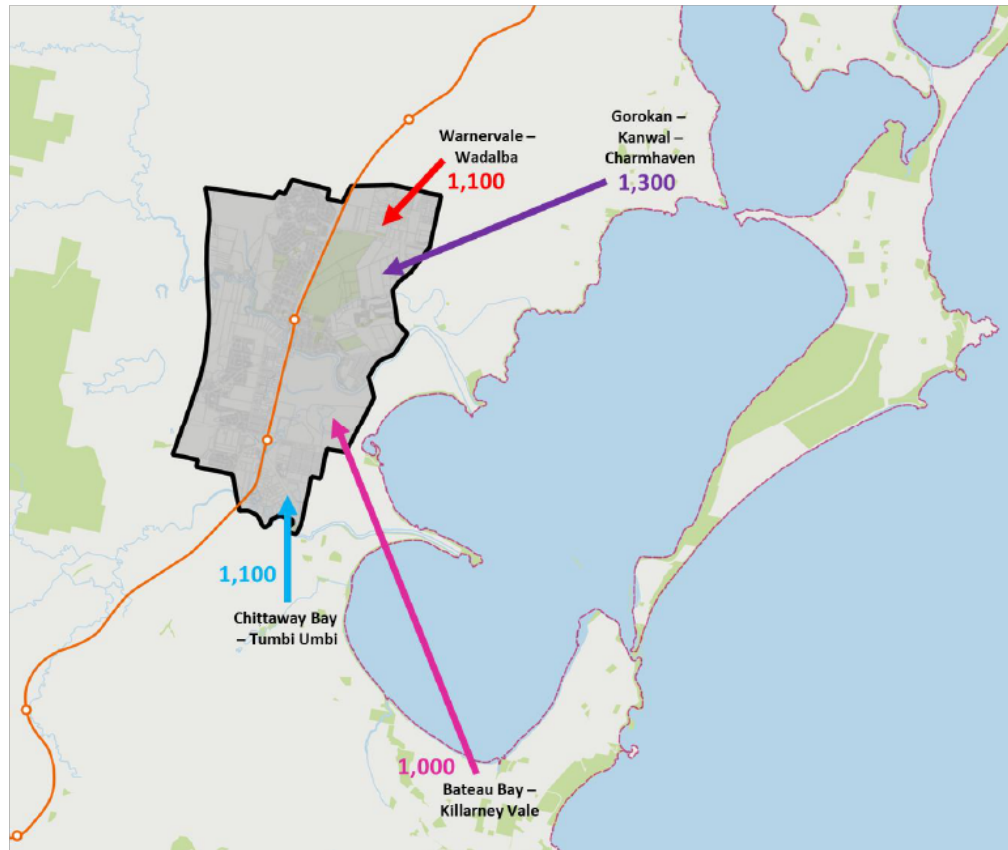 Warnervale –
Wadalba
1,100
Gorokan –
Kanwal –
Charmhaven
1,300
1,100
Chittaway Bay
– Tumbi Umbi
1,000
Bateau Bay –
Killarney Vale